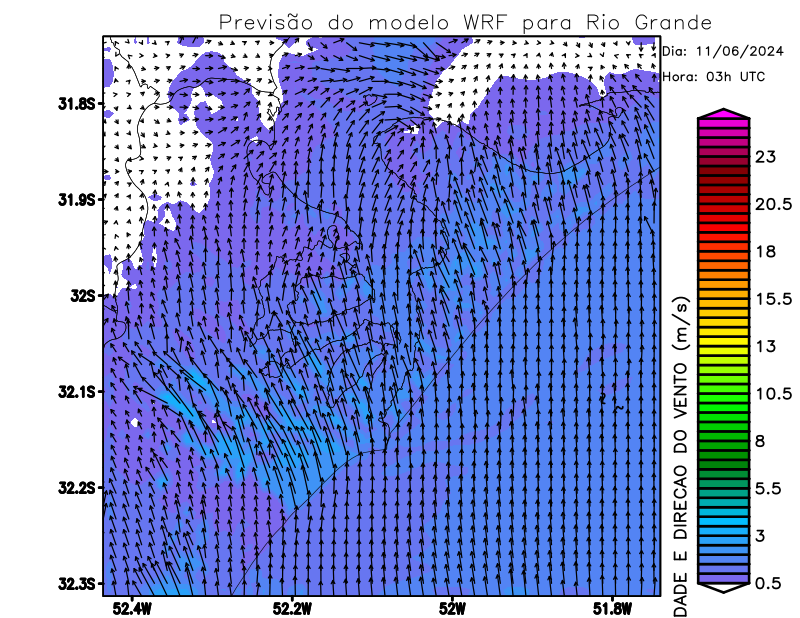 Previsão do modelo WRF para Rio Grande
Dia: 11/06/2024
Hora: 03h UTC
31.8S
31.9S
32S
32.1S
32.2S
32.3S
52.4W
52.2W
52W
51.8W
23
20.5
18
15.5
13
10.5
8
5.5
3
0.5
DADE E DIRECAO DO VENTO (m/s)